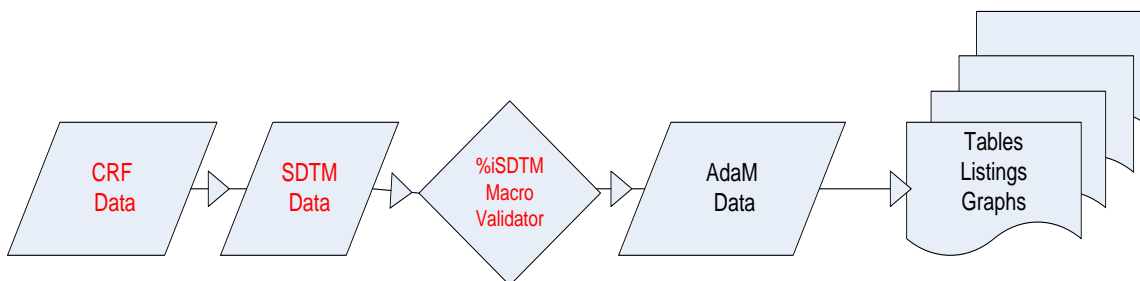 CRF
Data
SDTM
Data
%iSDTM
Macro
Validator
AdaM
Data
Tables
Listings
Graphs